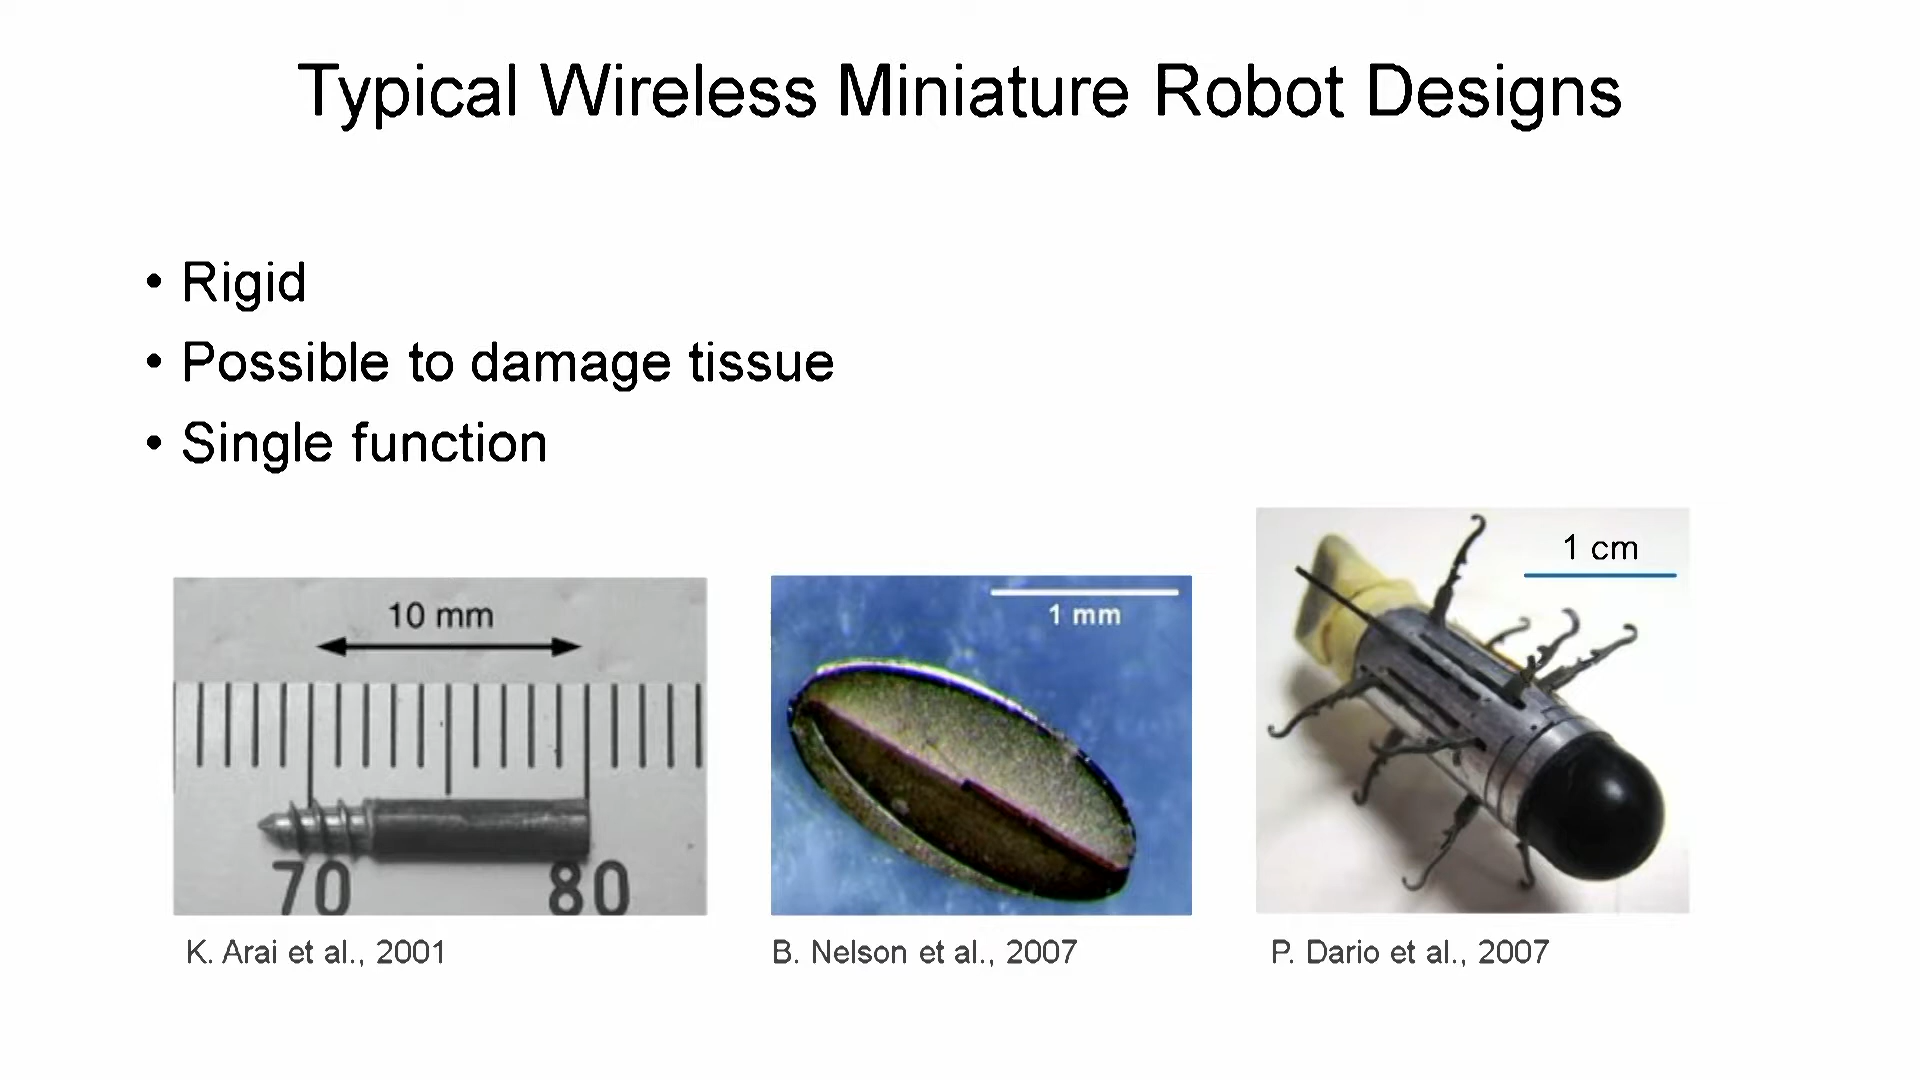 Typical Wireless Miniature Robot Designs
• Rigid
• Possible to damage tissue
• Single function
10 mm
70 80
1 mm
1 cm
K. Arai et al., 2001
B. Nelson et al., 2007
P. Dario et al., 2007